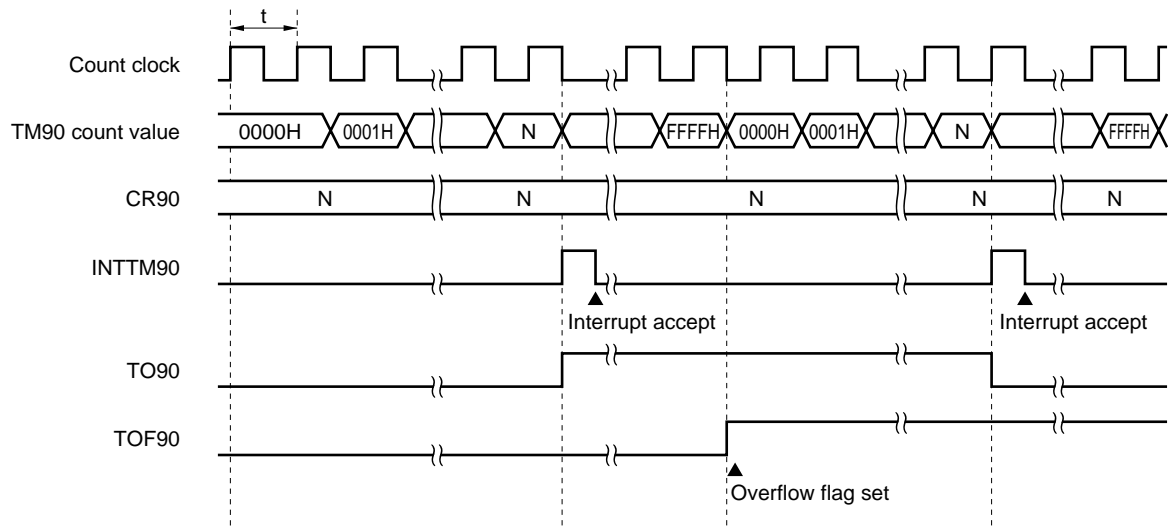 t
Count clock
TM90 count value 0000H 0001H N FFFFH 0000H 0001H N FFFFH
CR90 N N N N N
INTTM90
Interrupt accept Interrupt accept
TO90
TOF90
Overflow flag set